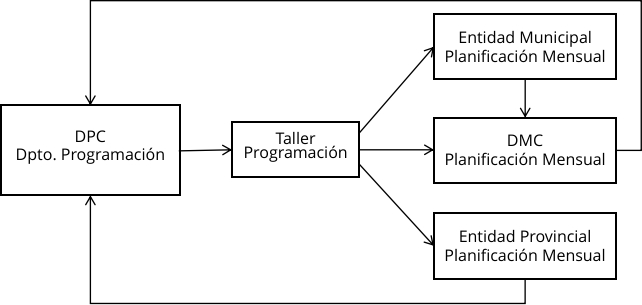 Entidad Municipal
Planificación Mensual
DPC
Dpto. Programación
Taller
Programación
DMC
Planificación Mensual
Entidad Provincial
Planificación Mensual